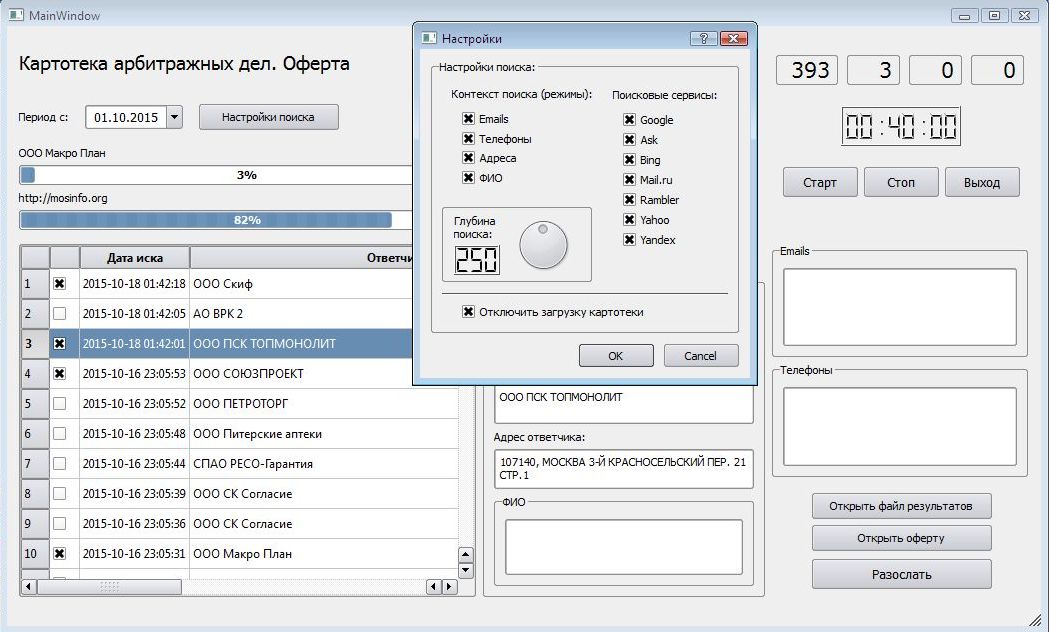 MainWindow
Картотека арбитражных дел. Оферта
393
3
0
0
Период с:
01.10.2015
Настройки поиска
00:40:00
ООО Макро План
3%
http://mosinfo.org
82%
Старт
Стоп
Выход
Дата иска
Ответчи
1
2015-10-18 01:42:18
ООО Скиф
2
2015-10-18 01:42:05
АО ВРК 2
3
2015-10-18 01:42:01
ООО ПСК ТОПМОНОЛИТ
4
2015-10-16 23:05:53
ООО СОЮЗПРОЕКТ
5
2015-10-16 23:05:52
ООО ПЕТРОТОРГ
6
2015-10-16 23:05:48
ООО Питерские аптеки
7
2015-10-16 23:05:44
СПАО РЕСО-Гарантия
8
2015-10-16 23:05:39
ООО СК Согласие
9
2015-10-16 23:05:36
ООО СК Согласие
10
2015-10-16 23:05:31
ООО Макро План
Настройки
Настройки поиска:
Контекст поиска (режимы):
Emails
Телефоны
Адреса
ФИО
Поисковые сервисы:
Google
Ask
Bing
Mail.ru
Rambler
Yahoo
Yandex
Глубина
поиска:
250
Отключить загрузку картотеки
OK
Cancel
ООО ПСК ТОПМОНОЛИТ
Адрес ответчика:
107140, МОСКВА 3-Й КРАСНОСЕЛЬСКИЙ ПЕР. 21
СТР.1
ФИО
Emails
Телефоны
Открыть файл результатов
Открыть оферту
Разослать